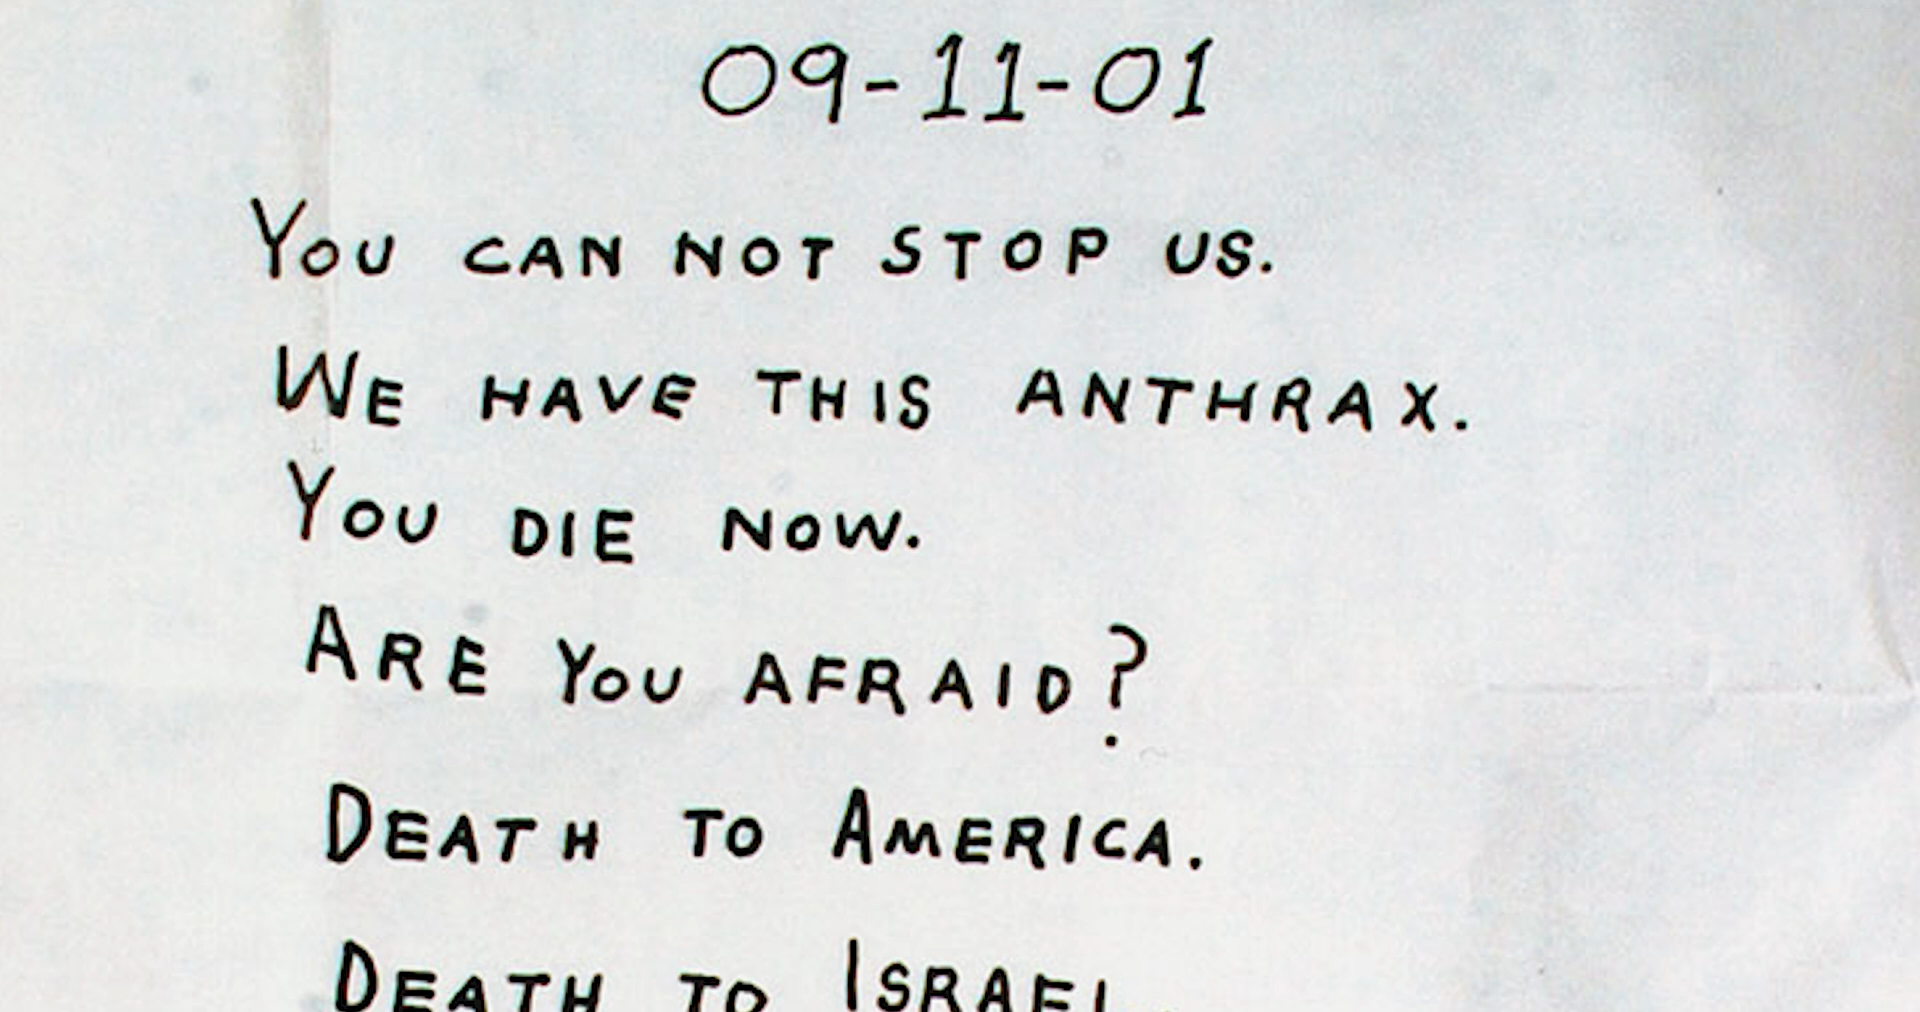 09-11-01
YOU CAN NOT STOP US.
WE HAVE THIS ANTHRAX.
YOU DIE NOW.
ARE YOU AFRAID?
DEATH TO AMERICA.
DEATH TO ISRAEL.